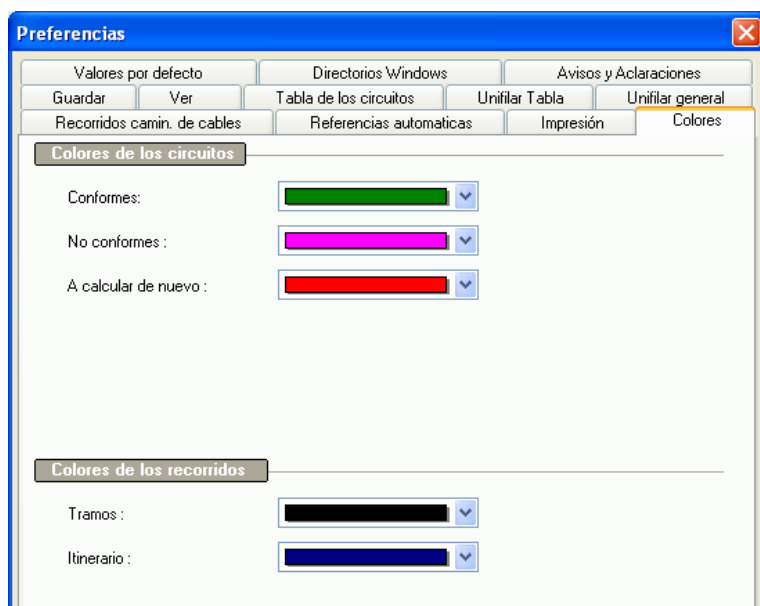 Preferencias
Valores por defecto Directorios Windows Avisos y Aclaraciones
Guardar Ver Tabla de los circuitos Unifilar Tabla Unifilar general
Recorridos camin. de cables Referencias automaticas Impresión Colores
Colores de los circuitos
Conformes:
No conformes :
A calcular de nuevo :
Colores de los recorridos
Tramos :
Itinerario :